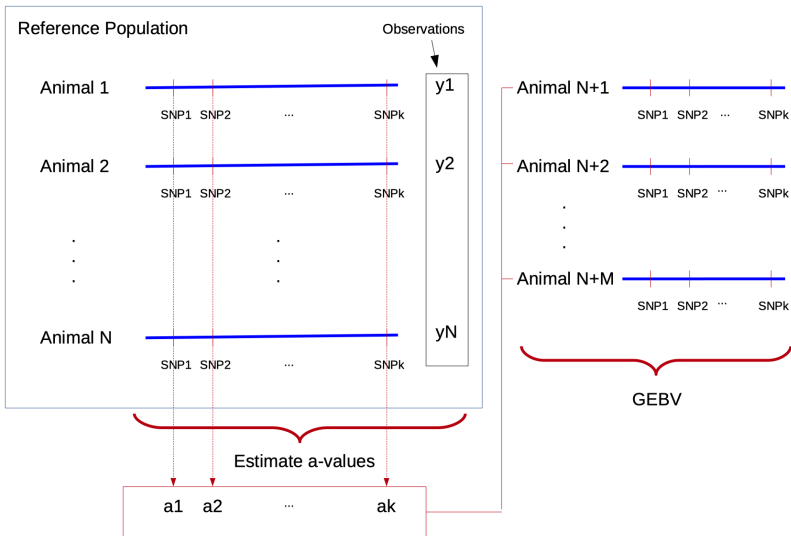 Reference Population
Observations
Animal 1
y1
SNP1 SNP2 ... SNPk
Animal 2
y2
SNP1 SNP2 ... SNPk
. .
. .
. .
Animal N
yN
SNP1 SNP2 ... SNPk
Estimate a-values
a1 a2 ... ak
Animal N+1
SNP1 SNP2 ... SNPk
Animal N+2
SNP1 SNP2 ... SNPk
.
.
.
Animal N+M
SNP1 SNP2 ... SNPk
GEBV